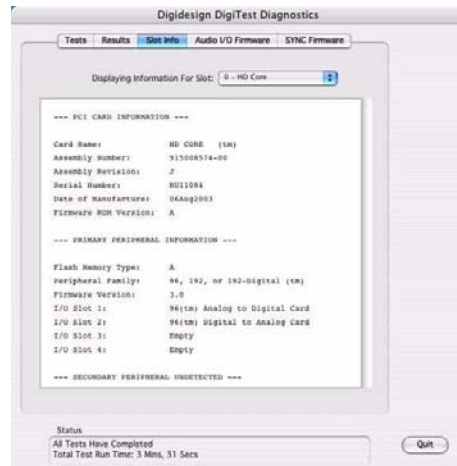 Digidesign DigiTest Diagnostics
Tests Results Slot Info Audio I/O Firmware SYNC Firmware
Displaying Information For Slot: 0 - HD Core
--- PCI CARD INFORMATION ---
Card Name: HD CORE (tm)
Assembly Number: 915008574-00
Assembly Revision: J
Serial Number: RU11084
Date of Manufacture: 06Aug2003
Firmware ROM Version: A
--- PRIMARY PERIPHERAL INFORMATION ---
Flash Memory Type: A
Peripheral Family: 96, 192, or 192-Digital (tm)
Firmware Version: 3.0
I/O Slot 1: 96(tm) Analog to Digital Card
I/O Slot 2: 96(tm) Digital to Analog Card
I/O Slot 3: Empty
I/O Slot 4: Empty
--- SECONDARY PERIPHERAL UNDETECTED ---
Status
All Tests Have Completed
Total Test Run Time: 3 Mins, 31 Secs
Quit